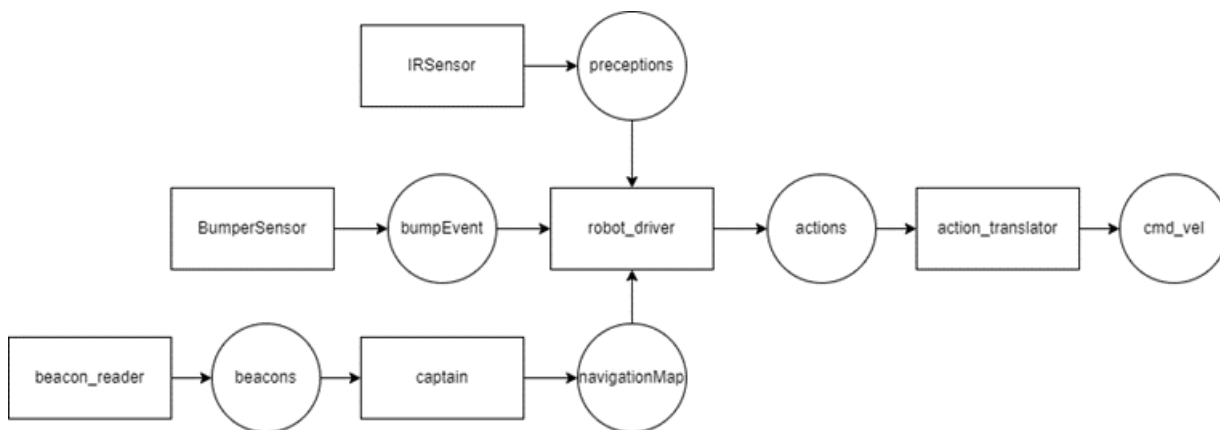 IRSensor
preceptions
BumperSensor
bumpEvent
robot_driver
actions
action_translator
cmd_vel
beacon_reader
beacons
captain
navigationMap